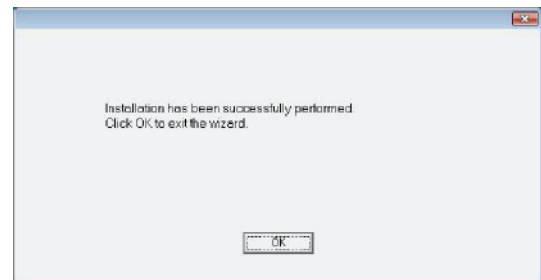 Installation has been successfully performed.
Click OK to exit the wizard.
OK